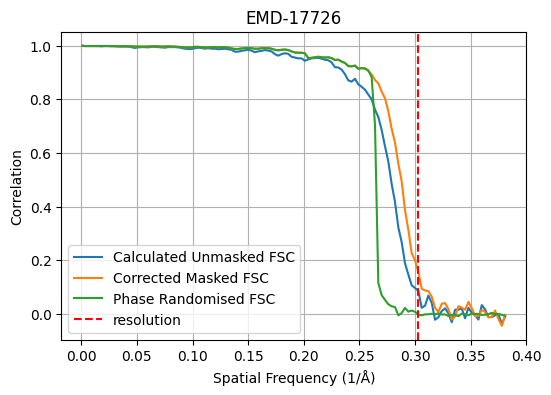 EMD-17726
1.0
0.8
0.6
0.4
0.2
0.0
Correlation
Calculated Unmasked FSC
Corrected Masked FSC
Phase Randomised FSC
resolution
0.00 0.05 0.10 0.15 0.20 0.25 0.30 0.35 0.40
Spatial Frequency (1/Å)